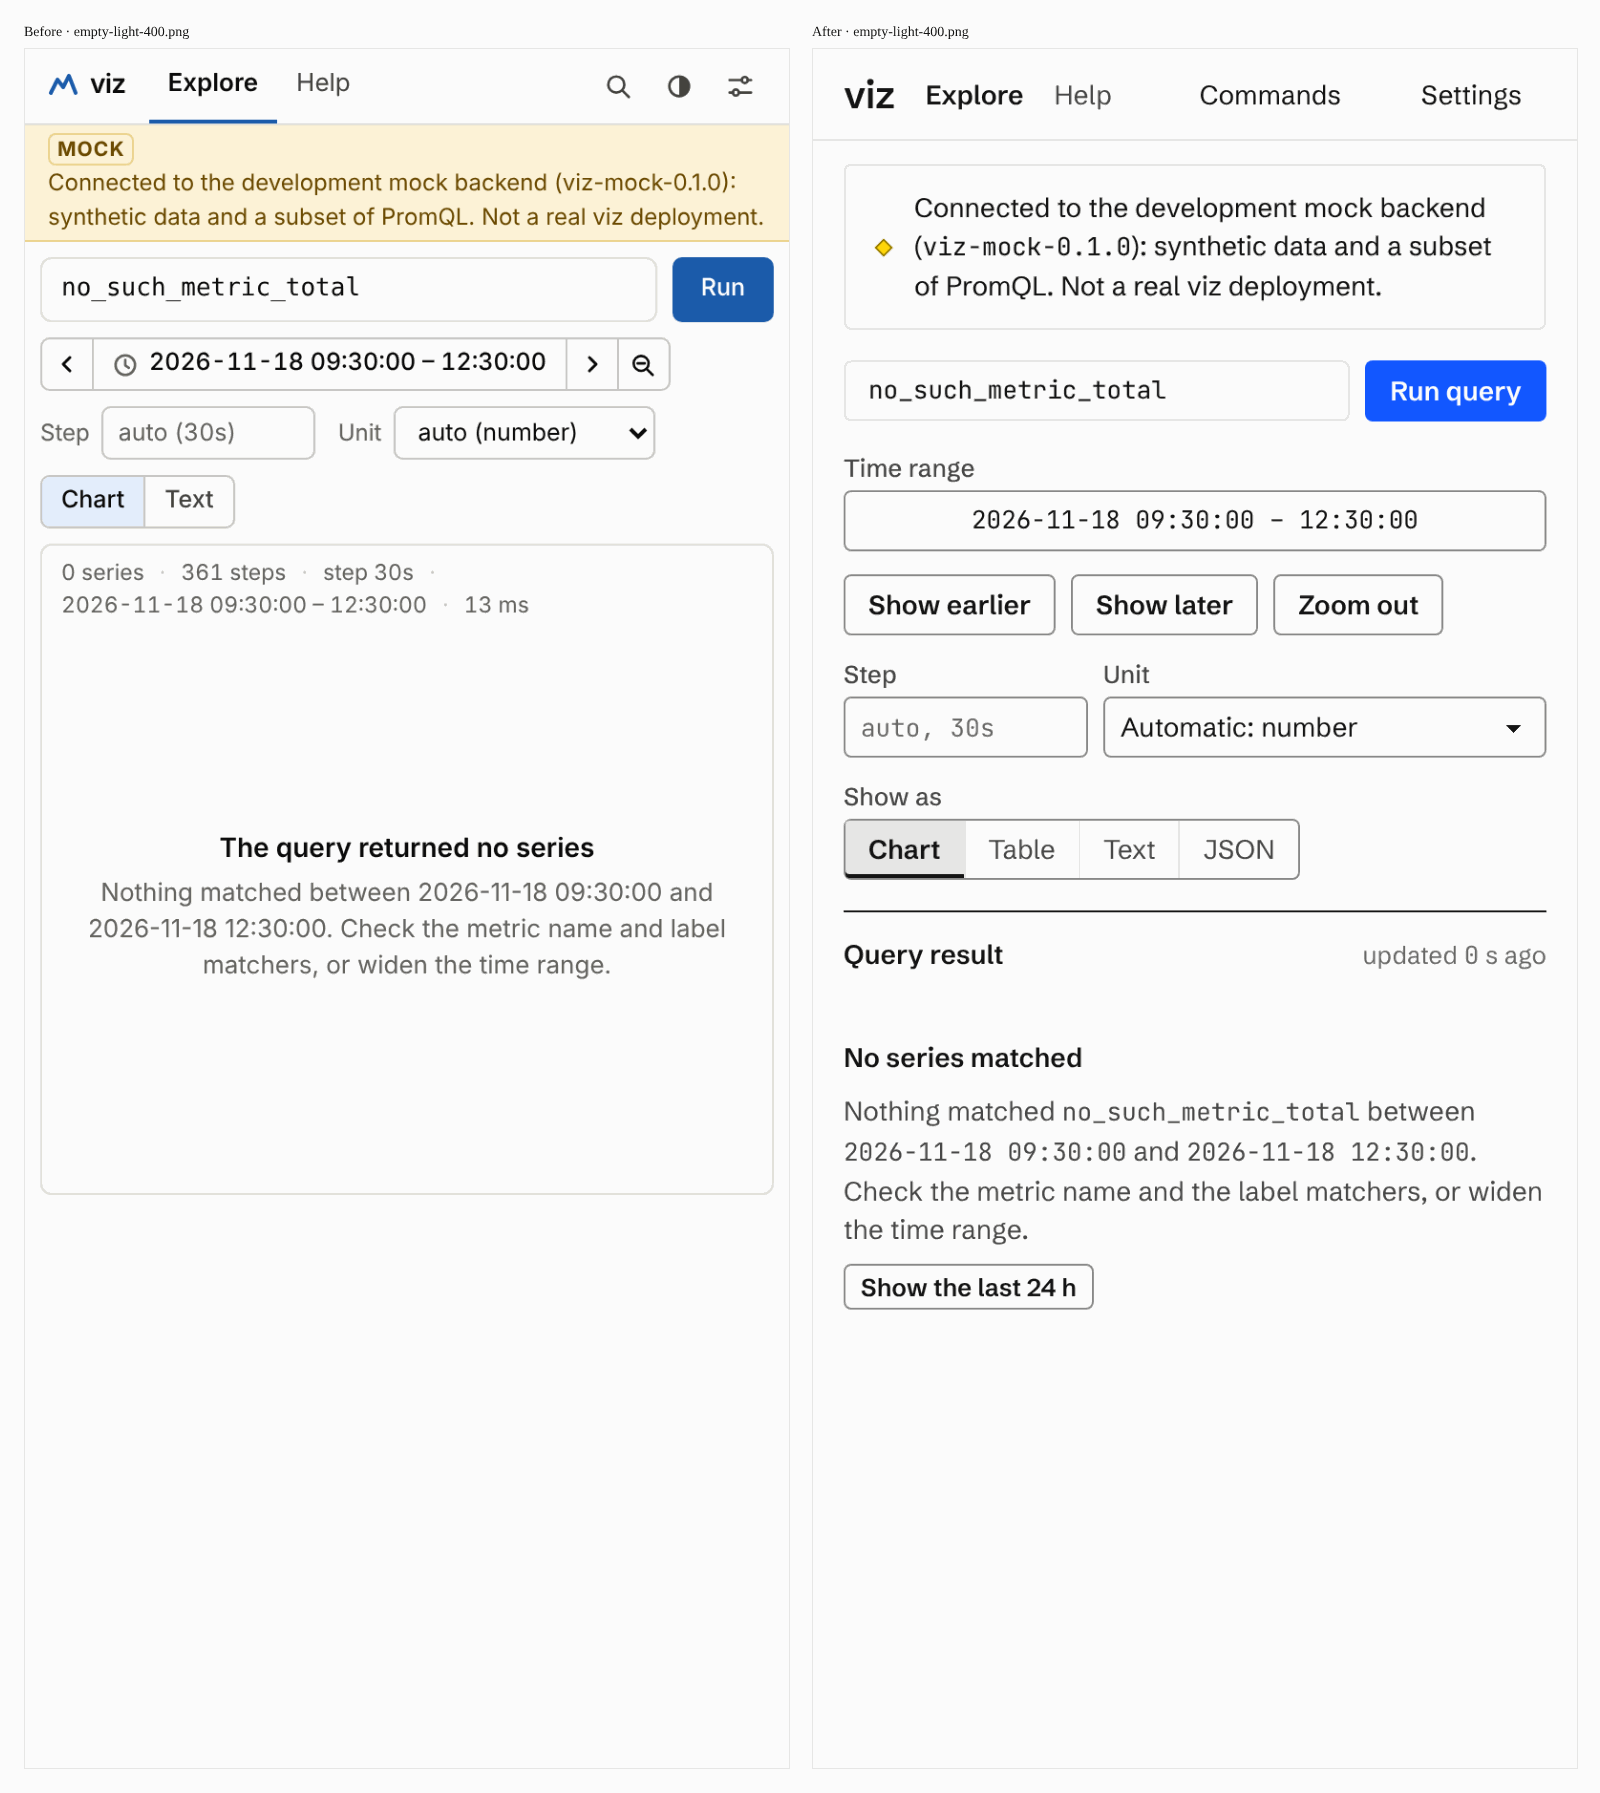 Before · empty-light-400.png
viz Explore Help
MOCK
Connected to the development mock backend (viz-mock-0.1.0):
synthetic data and a subset of PromQL. Not a real viz deployment.
no_such_metric_total Run
2026-11-18 09:30:00 – 12:30:00
Step auto (30s) Unit auto (number)
Chart Text
0 series · 361 steps · step 30s ·
2026-11-18 09:30:00 – 12:30:00 · 13 ms
The query returned no series
Nothing matched between 2026-11-18 09:30:00 and
2026-11-18 12:30:00. Check the metric name and label
matchers, or widen the time range.
After · empty-light-400.png
viz Explore Help Commands Settings
Connected to the development mock backend
(viz-mock-0.1.0): synthetic data and a subset
of PromQL. Not a real viz deployment.
no_such_metric_total Run query
Time range
2026-11-18 09:30:00 – 12:30:00
Show earlier Show later Zoom out
Step Unit
auto, 30s Automatic: number
Show as
Chart Table Text JSON
Query result updated 0 s ago
No series matched
Nothing matched no_such_metric_total between
2026-11-18 09:30:00 and 2026-11-18 12:30:00.
Check the metric name and the label matchers, or widen
the time range.
Show the last 24 h